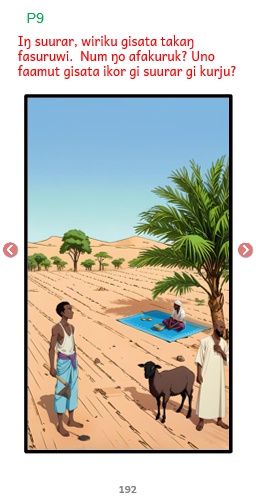 P9
Iŋ suurar, wiriku gisata takaŋ
fasuruwi. Num ŋo afakuruk? Uno
faamut gisata ikor gi suurar gi kurju?
192